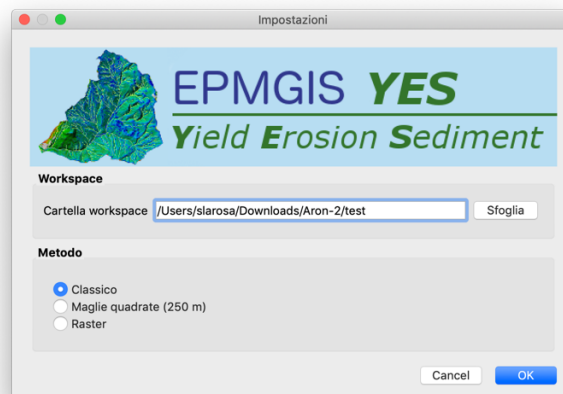 Impostazioni
EPMGIS YES
Yield Erosion Sediment
Workspace
Cartella workspace /Users/slarosa/Downloads/Aron-2/test Sfoglia
Metodo
Classico
Maglie quadrate (250 m)
Raster
Cancel OK